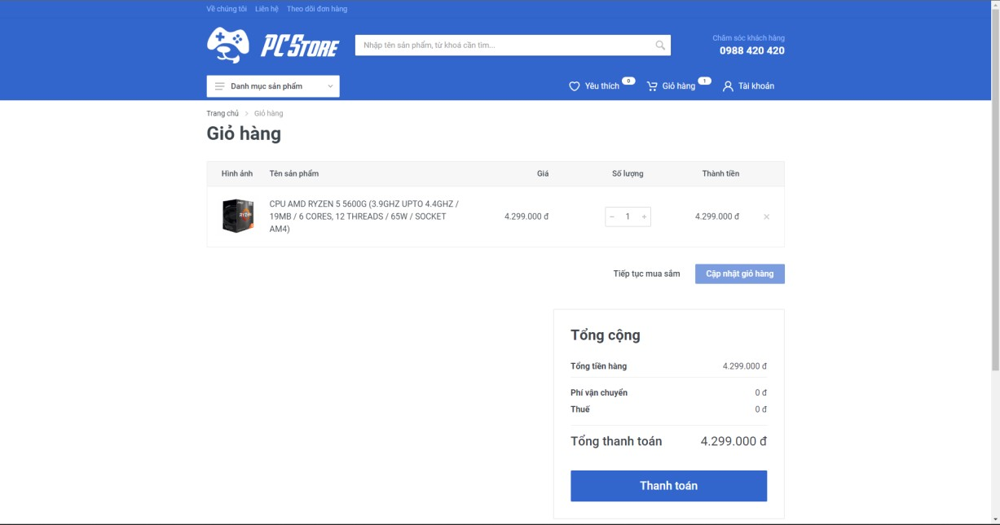 Về chúng tôi Liên hệ Theo dõi đơn hàng
PC STORE
Nhập tên sản phẩm, từ khoá cần tìm...
Chăm sóc khách hàng
0988 420 420
Danh mục sản phẩm
Yêu thích 0 Giỏ hàng 1 Tài khoản
Trang chủ > Giỏ hàng
Giỏ hàng
Hình ảnh Tên sản phẩm Giá Số lượng Thành tiền
CPU AMD RYZEN 5 5600G (3.9GHZ UPTO 4.4GHZ /
19MB / 6 CORES, 12 THREADS / 65W / SOCKET
AM4)
RYZEN
4.299.000 đ − 1 + 4.299.000 đ ×
Tiếp tục mua sắm Cập nhật giỏ hàng
Tổng cộng
Tổng tiền hàng 4.299.000 đ
Phí vận chuyển 0 đ
Thuế 0 đ
Tổng thanh toán 4.299.000 đ
Thanh toán